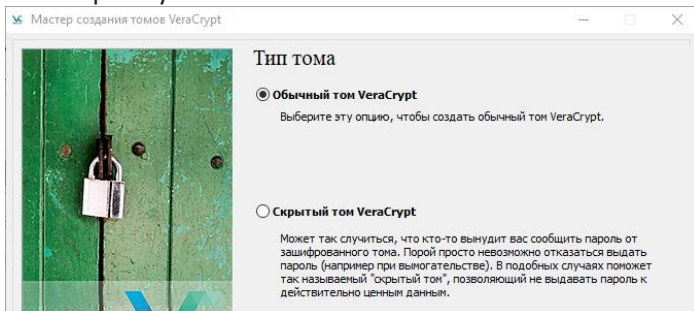 Мастер создания томов VeraCrypt
Тип тома
Обычный том VeraCrypt
Выберите эту опцию, чтобы создать обычный том VeraCrypt.
Скрытый том VeraCrypt
Может так случиться, что кто-то вынудит вас сообщить пароль от
зашифрованного тома. Порой просто невозможно отказаться выдать
пароль (например при вымогательстве). В подобных случаях поможет
так называемый "скрытый том", позволяющий не выдавать пароль к
действительно ценным данным.